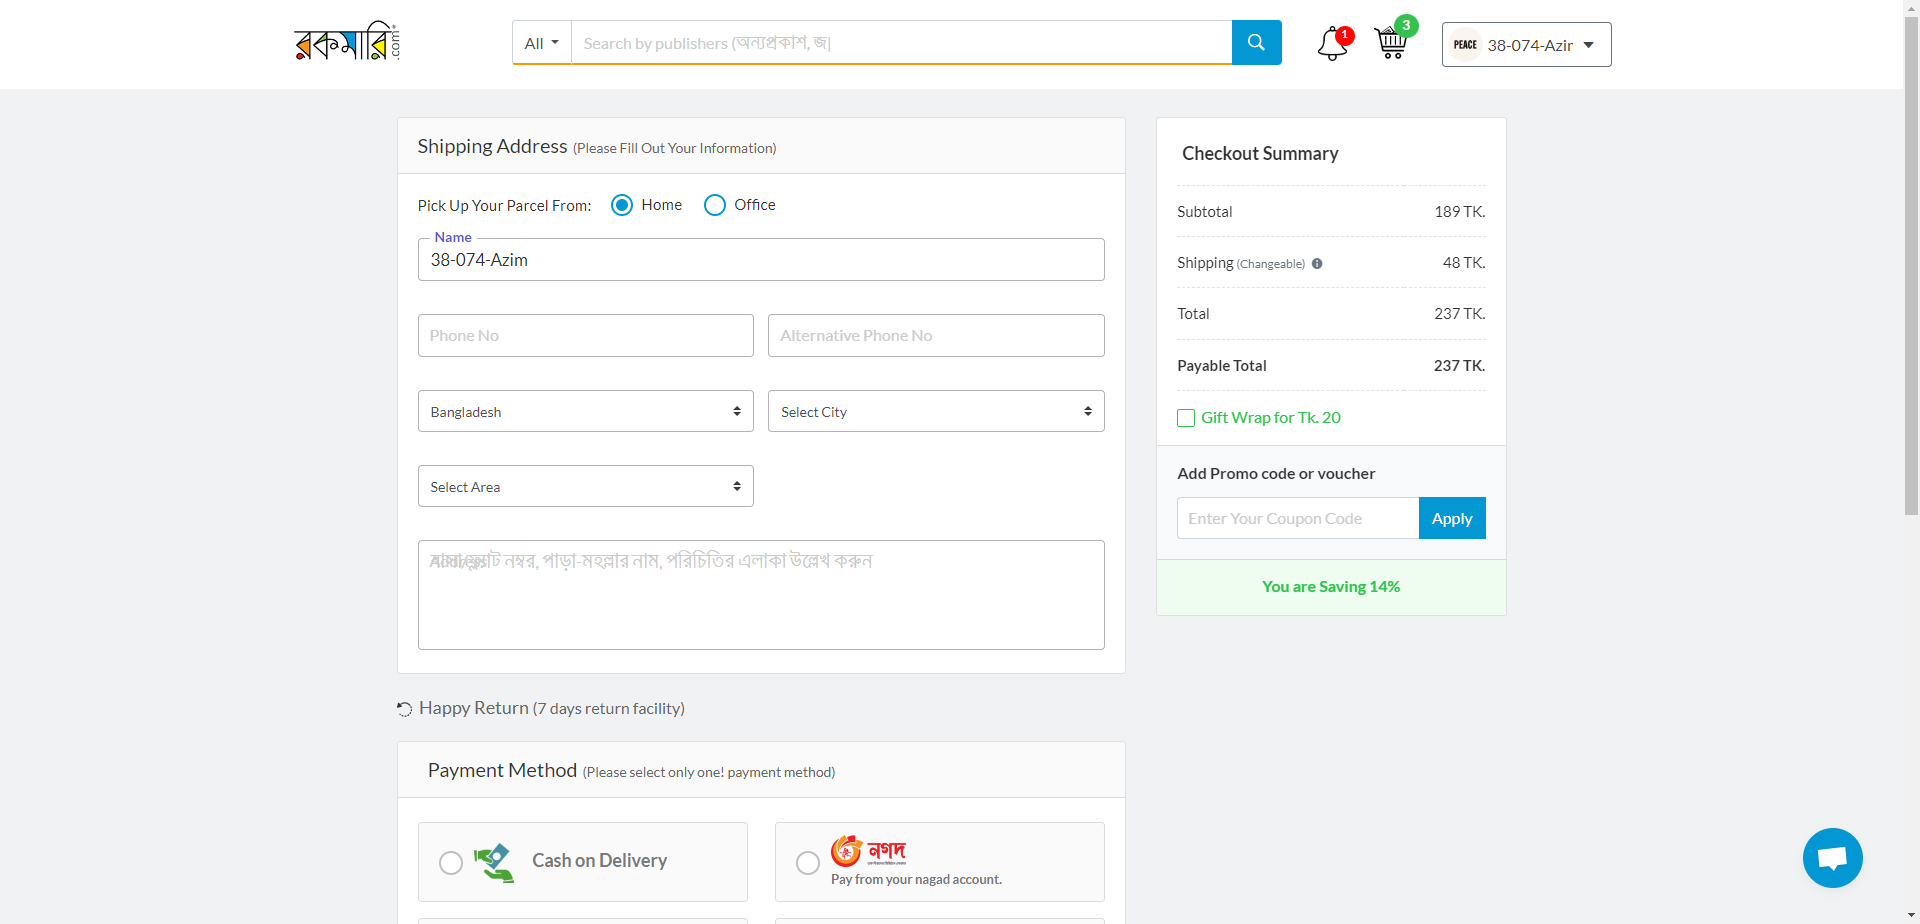 রকমারি
.com
All
Search by publishers (অন্যপ্রকাশ, জ|
1
3
PEACE
38-074-Azir
Shipping Address (Please Fill Out Your Information)
Pick Up Your Parcel From: Home Office
Name
38-074-Azim
Phone No
Alternative Phone No
Bangladesh
Select City
Select Area
Address
বাসা/ফ্ল্যাট নম্বর, পাড়া-মহল্লার নাম, পরিচিতির এলাকা উল্লেখ করুন
Happy Return (7 days return facility)
Payment Method (Please select only one! payment method)
Cash on Delivery
নগদ
Pay from your nagad account.
Checkout Summary
Subtotal 189 TK.
Shipping (Changeable) 48 TK.
Total 237 TK.
Payable Total 237 TK.
Gift Wrap for Tk. 20
Add Promo code or voucher
Enter Your Coupon Code
Apply
You are Saving 14%